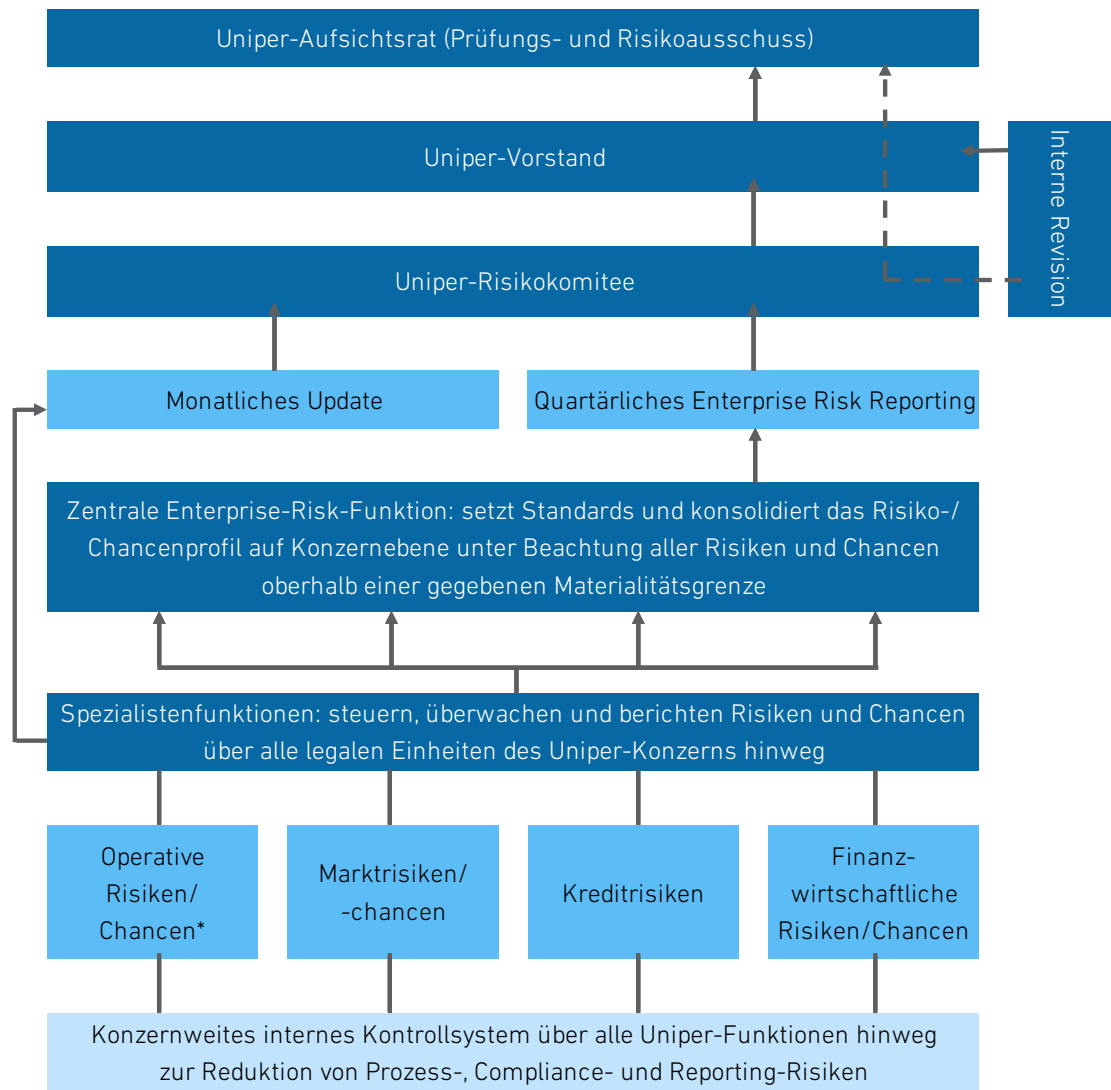 Uniper-Aufsichtsrat (Prüfungs- und Risikoausschuss)
Uniper-Vorstand
Interne Revision
Uniper-Risikokomitee
Monatliches Update
Quartärliches Enterprise Risk Reporting
Zentrale Enterprise-Risk-Funktion: setzt Standards und konsolidiert das Risiko-/
Chancenprofil auf Konzernebene unter Beachtung aller Risiken und Chancen
oberhalb einer gegebenen Materialitätsgrenze
Spezialistenfunktionen: steuern, überwachen und berichten Risiken und Chancen
über alle legalen Einheiten des Uniper-Konzerns hinweg
Operative
Risiken/
Chancen*
Marktrisiken/
-chancen
Kreditrisiken
Finanz-
wirtschaftliche
Risiken/Chancen
Konzernweites internes Kontrollsystem über alle Uniper-Funktionen hinweg
zur Reduktion von Prozess-, Compliance- und Reporting-Risiken